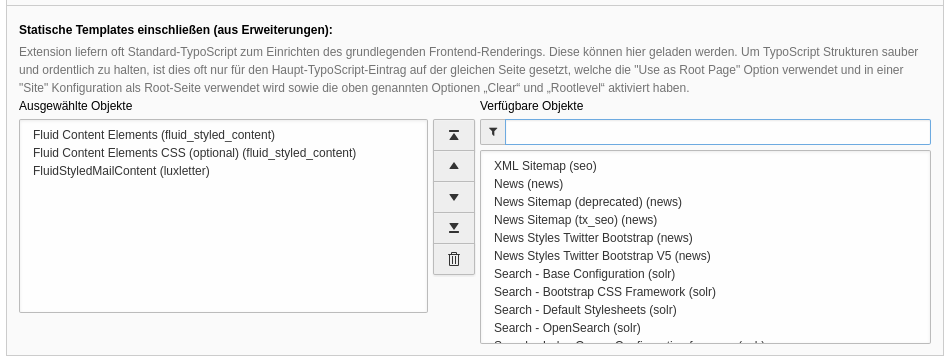 Statische Templates einschließen (aus Erweiterungen):
Extension liefern oft Standard-TypoScript zum Einrichten des grundlegenden Frontend-Renderings. Diese können hier geladen werden. Um TypoScript Strukturen sauber
und ordentlich zu halten, ist dies oft nur für den Haupt-TypoScript-Eintrag auf der gleichen Seite gesetzt, welche die "Use as Root Page" Option verwendet und in einer
"Site" Konfiguration als Root-Seite verwendet wird sowie die oben genannten Optionen „Clear“ und „Rootlevel“ aktiviert haben.
Ausgewählte Objekte
Fluid Content Elements (fluid_styled_content)
Fluid Content Elements CSS (optional) (fluid_styled_content)
FluidStyledMailContent (luxletter)
Verfügbare Objekte
XML Sitemap (seo)
News (news)
News Sitemap (deprecated) (news)
News Sitemap (tx_seo) (news)
News Styles Twitter Bootstrap (news)
News Styles Twitter Bootstrap V5 (news)
Search - Base Configuration (solr)
Search - Bootstrap CSS Framework (solr)
Search - Default Stylesheets (solr)
Search - OpenSearch (solr)